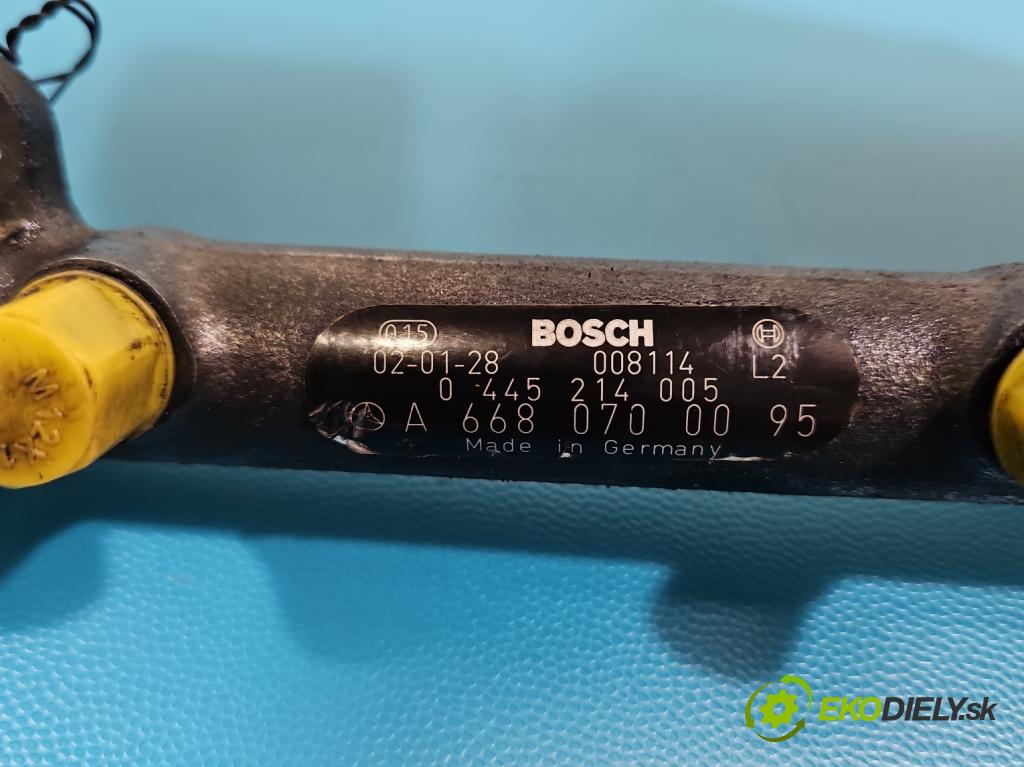 015 BOSCH
02-01-28 008114 L2
0 445 214 005
A 668 070 00 95
Made in Germany
EKODIELY.sk